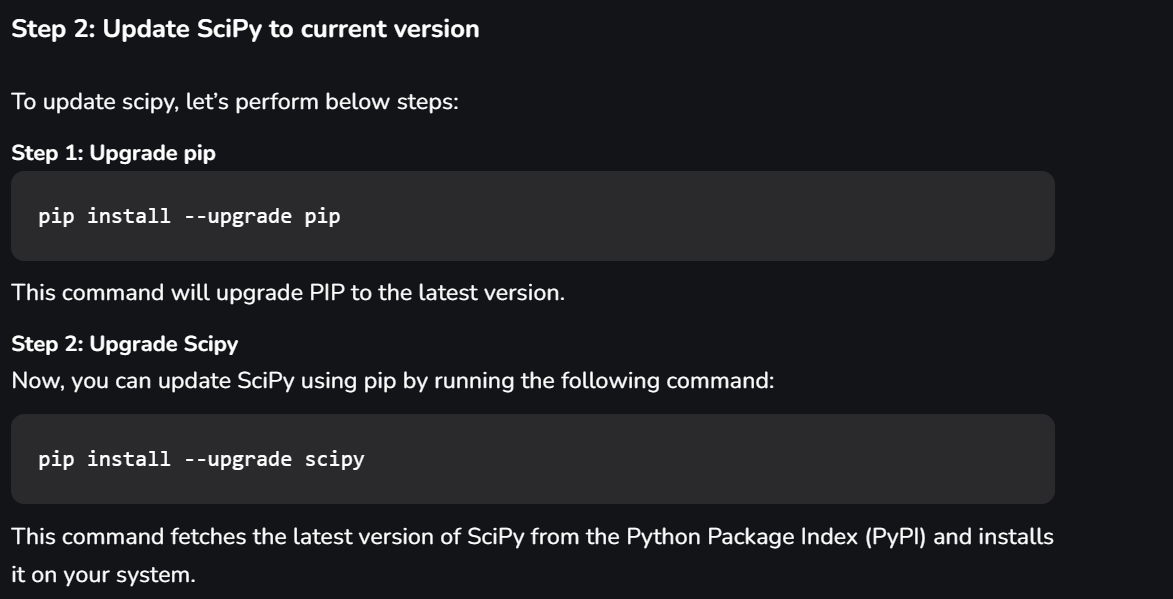 Step 2: Update SciPy to current version
To update scipy, let’s perform below steps:
Step 1: Upgrade pip
pip install --upgrade pip
This command will upgrade PIP to the latest version.
Step 2: Upgrade Scipy
Now, you can update SciPy using pip by running the following command:
pip install --upgrade scipy
This command fetches the latest version of SciPy from the Python Package Index (PyPI) and installs
it on your system.